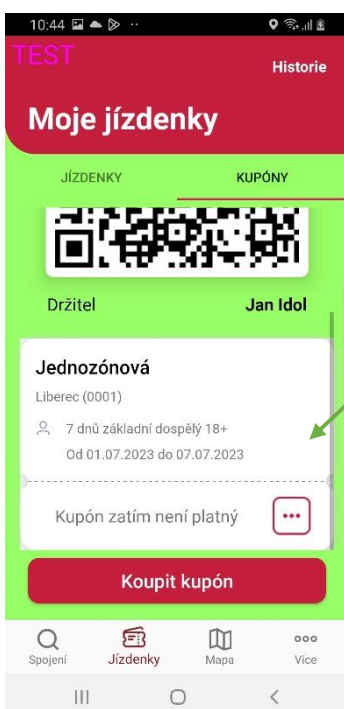 10:44
TEST
Historie
Moje jízdenky
JÍZDENKY KUPÓNY
Držitel Jan Idol
Jednozónová
Liberec (0001)
7 dnů základní dospělý 18+
Od 01.07.2023 do 07.07.2023
Kupón zatím není platný
Koupit kupón
Spojení Jízdenky Mapa Více